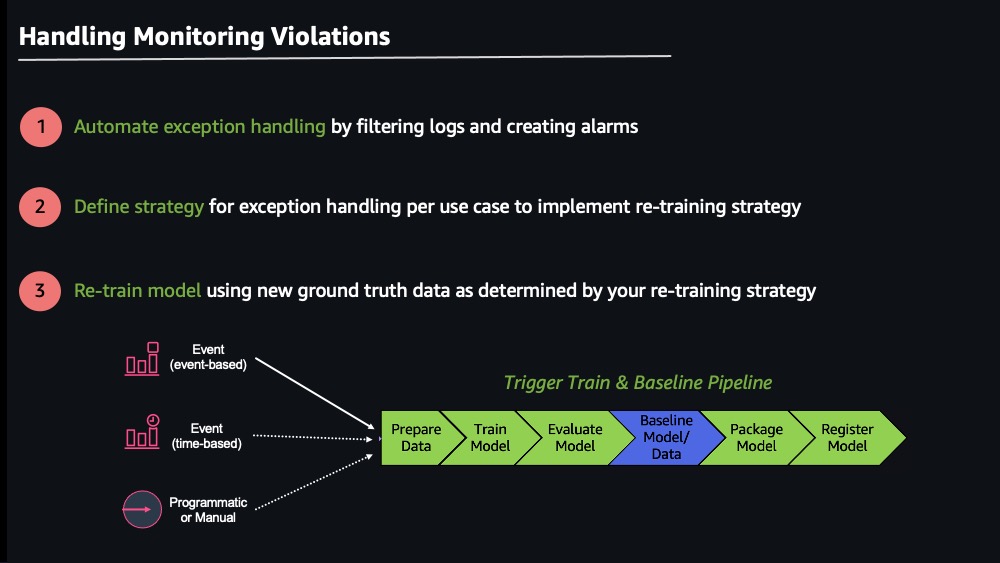 Handling Monitoring Violations
1
Automate exception handling by filtering logs and creating alarms
2
Define strategy for exception handling per use case to implement re-training strategy
3
Re-train model using new ground truth data as determined by your re-training strategy
Event
(event-based)
Event
(time-based)
Programmatic
or Manual
Trigger Train & Baseline Pipeline
Prepare
Data
Train
Model
Evaluate
Model
Baseline
Model/
Data
Package
Model
Register
Model